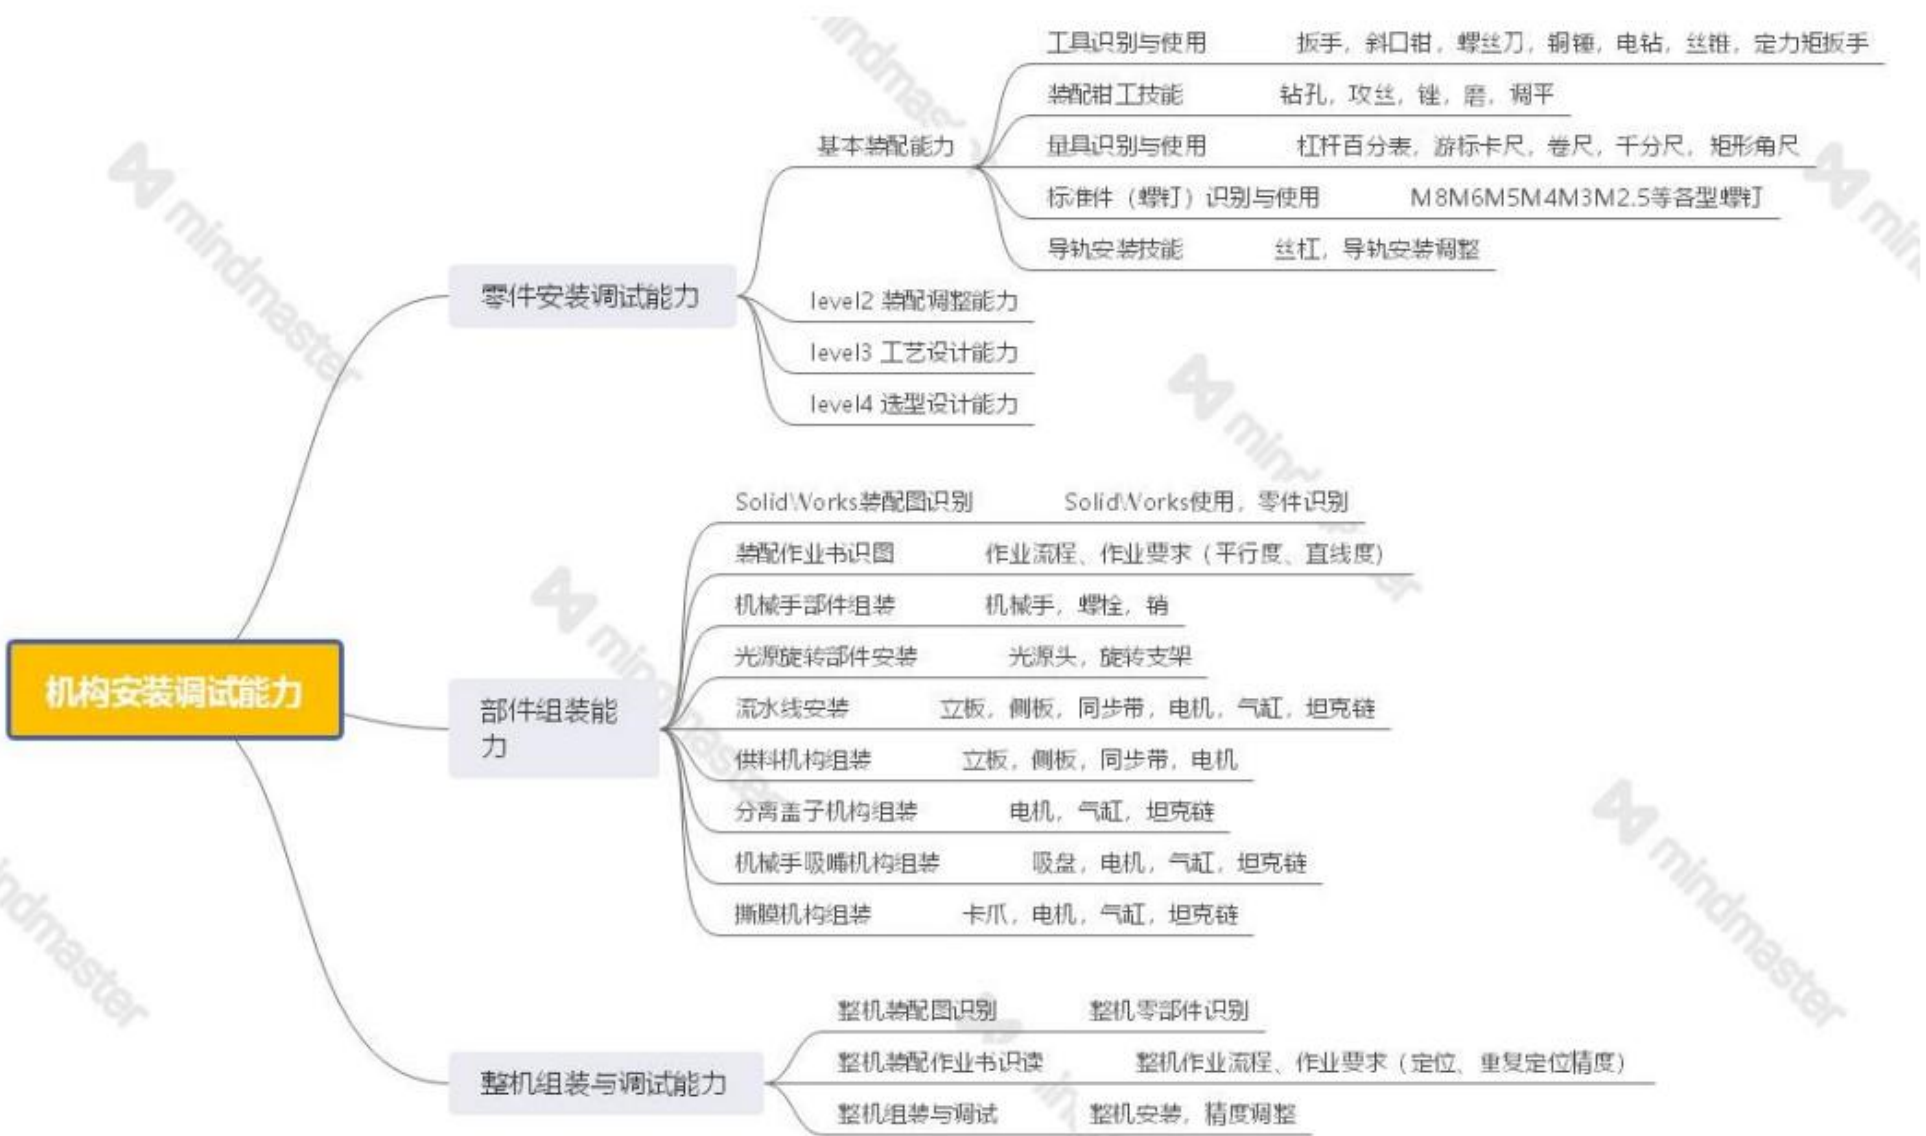 机构安装调试能力
零件安装调试能力
基本装配能力
工具识别与使用 扳手，斜口钳，螺丝刀，铜锤，电钻，丝锥，定力矩扳手
装配钳工技能 钻孔，攻丝，锉，磨，调平
量具识别与使用 杠杆百分表，游标卡尺，卷尺，千分尺，矩形角尺
标准件（螺钉）识别与使用 M8M6M5M4M3M2.5等各型螺钉
导轨安装技能 丝杠，导轨安装调整
level2 装配调整能力
level3 工艺设计能力
level4 选型设计能力
部件组装能
力
SolidWorks装配图识别 SolidWorks使用，零件识别
装配作业书识图 作业流程、作业要求（平行度、直线度）
机械手部件组装 机械手，螺栓，销
光源旋转部件安装 光源头，旋转支架
流水线安装 立板，侧板，同步带，电机，气缸，坦克链
供料机构组装 立板，侧板，同步带，电机
分离盖子机构组装 电机，气缸，坦克链
机械手吸嘴机构组装 吸盘，电机，气缸，坦克链
撕膜机构组装 卡爪，电机，气缸，坦克链
整机组装与调试能力
整机装配图识别 整机零部件识别
整机装配作业书识读 整机作业流程、作业要求（定位、重复定位精度）
整机组装与调试 整机安装，精度调整
mindmaster
mindmaster
mindmaster
mindmaster
mindmaster